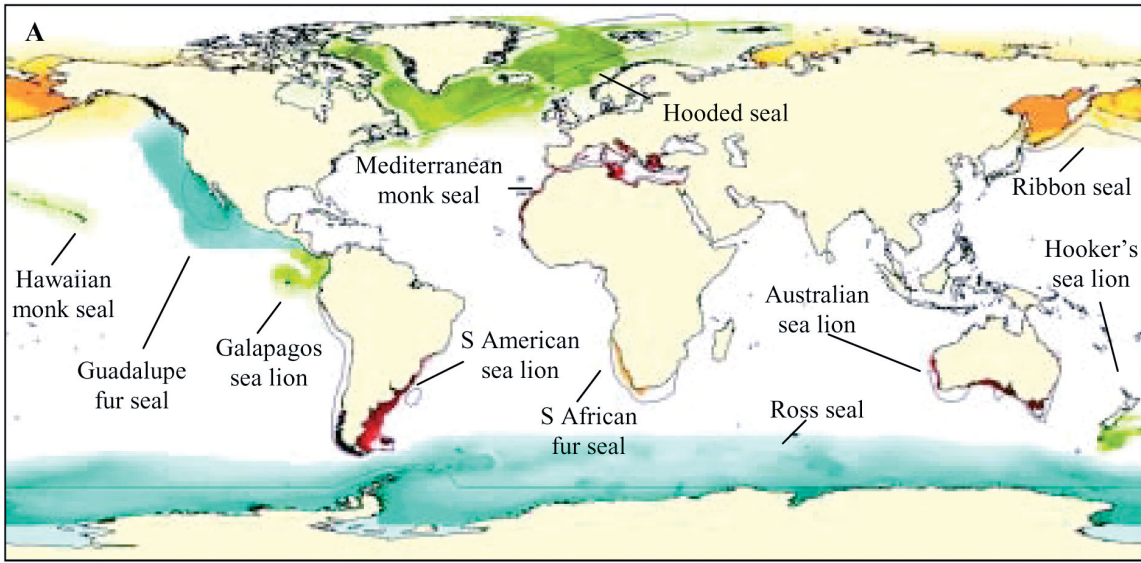 A
Hooded seal
Mediterranean
monk seal
Ribbon seal
Hawaiian
monk seal
Guadalupe
fur seal
Galapagos
sea lion
S American
sea lion
S African
fur seal
Australian
sea lion
Hooker's
sea lion
Ross seal